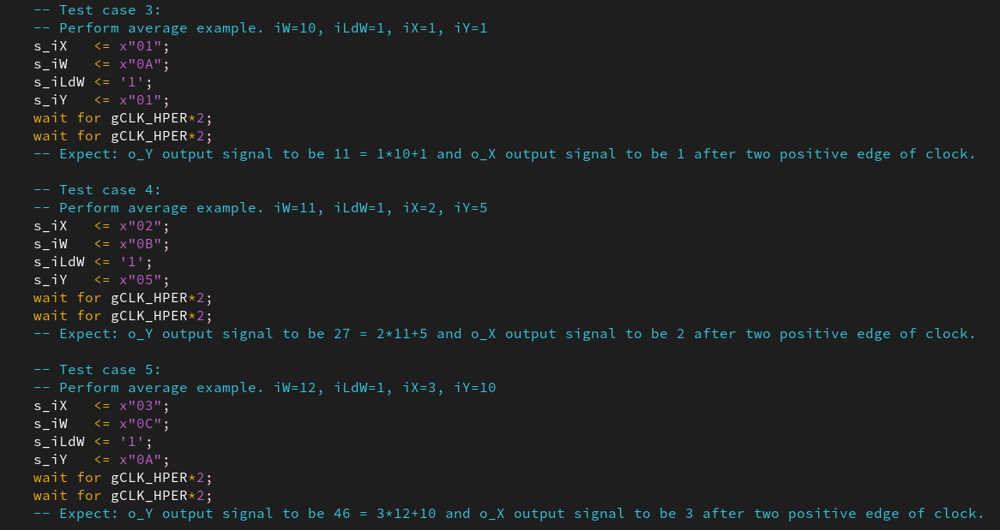 -- Test case 3:
-- Perform average example. iW=10, iLdW=1, iX=1, iY=1
s_iX   <= x"01";
s_iW   <= x"0A";
s_iLdW <= '1';
s_iY   <= x"01";
wait for gCLK_HPER*2;
wait for gCLK_HPER*2;
-- Expect: o_Y output signal to be 11 = 1*10+1 and o_X output signal to be 1 after two positive edge of clock.

-- Test case 4:
-- Perform average example. iW=11, iLdW=1, iX=2, iY=5
s_iX   <= x"02";
s_iW   <= x"0B";
s_iLdW <= '1';
s_iY   <= x"05";
wait for gCLK_HPER*2;
wait for gCLK_HPER*2;
-- Expect: o_Y output signal to be 27 = 2*11+5 and o_X output signal to be 2 after two positive edge of clock.

-- Test case 5:
-- Perform average example. iW=12, iLdW=1, iX=3, iY=10
s_iX   <= x"03";
s_iW   <= x"0C";
s_iLdW <= '1';
s_iY   <= x"0A";
wait for gCLK_HPER*2;
wait for gCLK_HPER*2;
-- Expect: o_Y output signal to be 46 = 3*12+10 and o_X output signal to be 3 after two positive edge of clock.